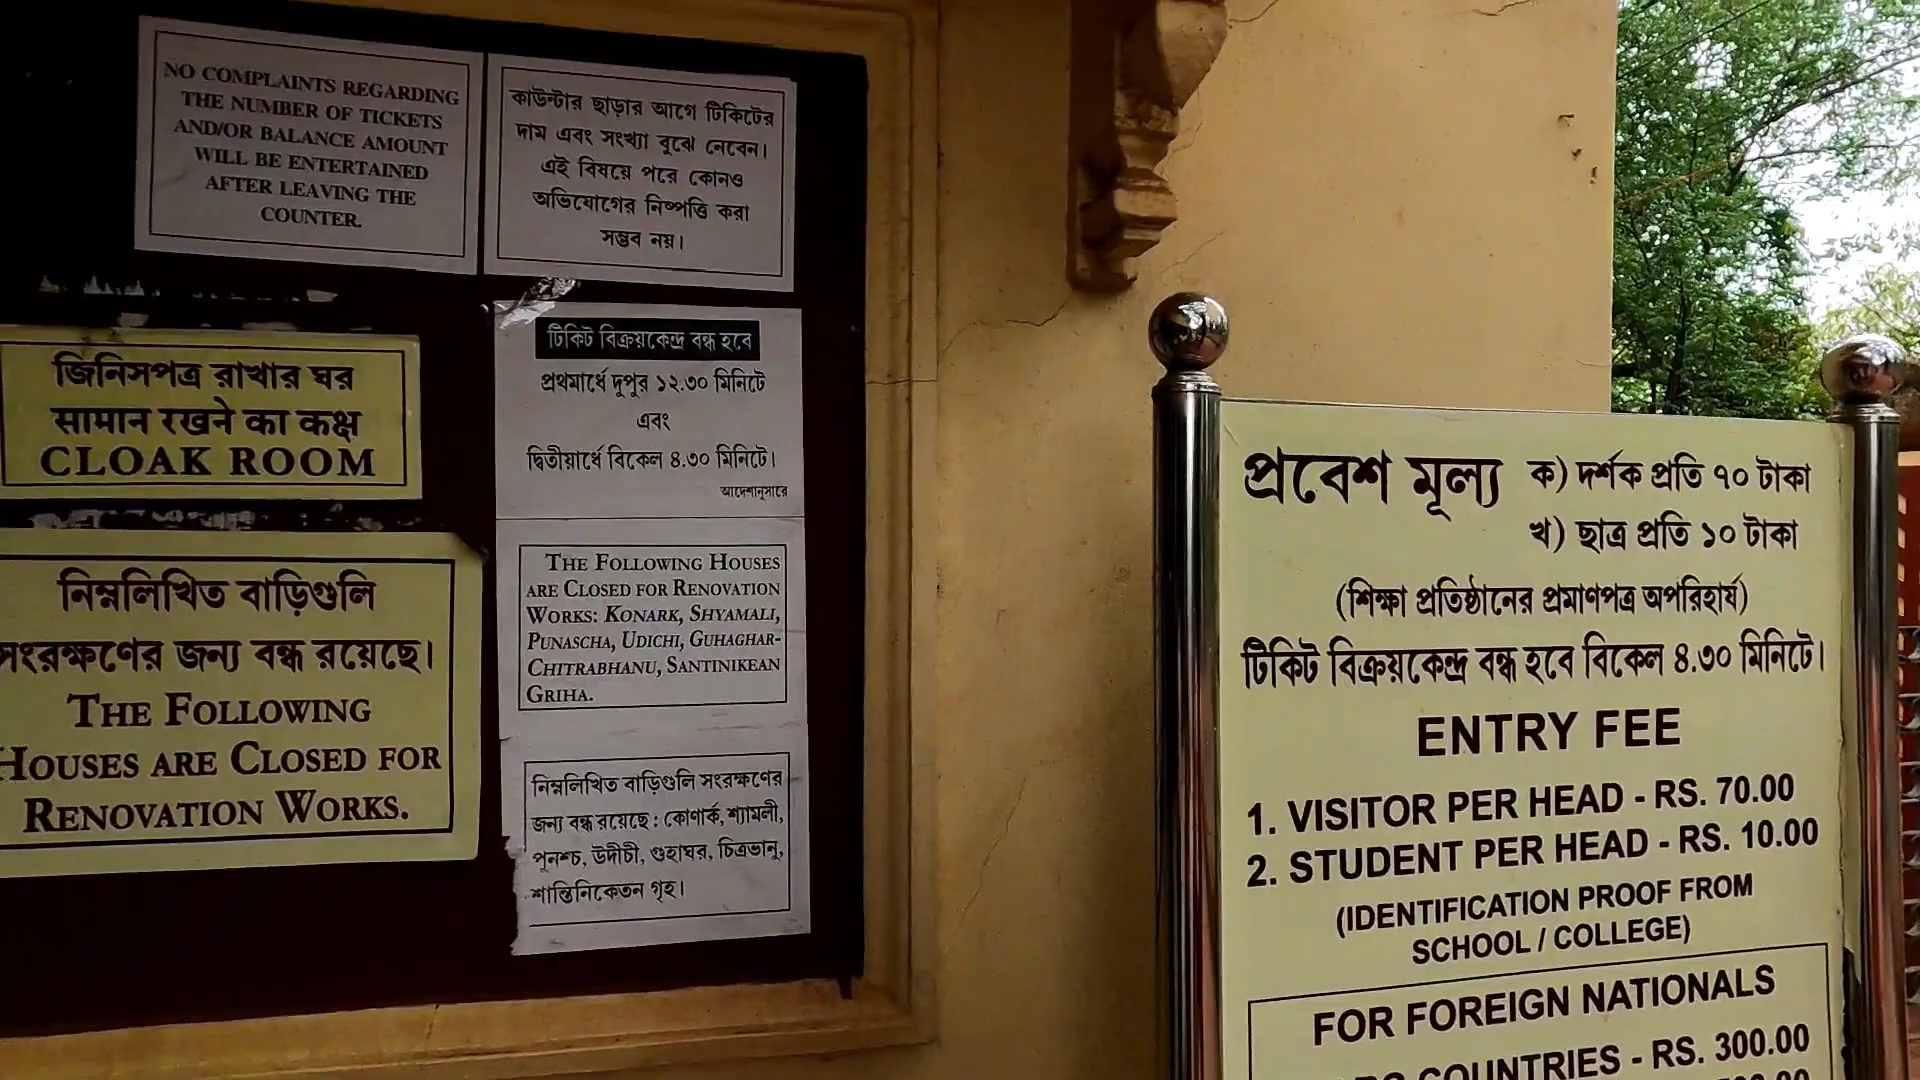 NO COMPLAINTS REGARDING
THE NUMBER OF TICKETS
AND/OR BALANCE AMOUNT
WILL BE ENTERTAINED
AFTER LEAVING THE
COUNTER.
কাউন্টার ছাড়ার আগে টিকিটের
দাম এবং সংখ্যা বুঝে নেবেন।
এই বিষয়ে পরে কোনও
অভিযোগের নিষ্পত্তি করা
সম্ভব নয়।
জিনিসপত্র রাখার ঘর
सामान रखने का कक्ष
CLOAK ROOM
নিম্নলিখিত বাড়িগুলি
সংরক্ষণের জন্য বন্ধ রয়েছে।
THE FOLLOWING
HOUSES ARE CLOSED FOR
RENOVATION WORKS.
টিকিট বিক্রয়কেন্দ্র বন্ধ হবে
প্রথমার্ধে দুপুর ১২.৩০ মিনিটে
এবং
দ্বিতীয়ার্ধে বিকেল ৪.৩০ মিনিটে।
আদেশানুসারে
THE FOLLOWING HOUSES
ARE CLOSED FOR RENOVATION
WORKS: KONARK, SHYAMALI,
PUNASCHA, UDICHI, GUHAGHAR-
CHITRABHANU, SANTINIKEAN
GRIHA.
নিম্নলিখিত বাড়িগুলি সংরক্ষণের
জন্য বন্ধ রয়েছে : কোণার্ক, শ্যামলী,
পুনশ্চ, উদীচী, গুহাঘর, চিত্রভানু,
শান্তিনিকেতন গৃহ।
প্রবেশ মূল্য ক) দর্শক প্রতি ৭০ টাকা
খ) ছাত্র প্রতি ১০ টাকা
(শিক্ষা প্রতিষ্ঠানের প্রমাণপত্র অপরিহার্য)
টিকিট বিক্রয়কেন্দ্র বন্ধ হবে বিকেল ৪.৩০ মিনিটে।
ENTRY FEE
1. VISITOR PER HEAD - RS. 70.00
2. STUDENT PER HEAD - RS. 10.00
(IDENTIFICATION PROOF FROM
SCHOOL / COLLEGE)
FOR FOREIGN NATIONALS
COUNTRIES - RS. 300.00